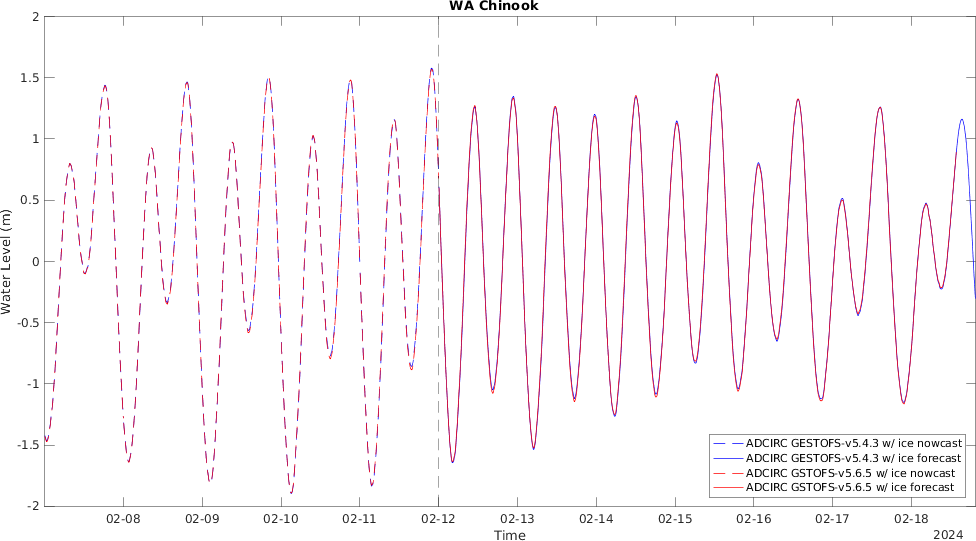 WA Chinook
2
1.5
1
0.5
0
-0.5
-1
-1.5
-2
Water Level (m)
02-08 02-09 02-10 02-11 02-12 02-13 02-14 02-15 02-16 02-17 02-18
Time
2024
ADCIRC GESTOFS-v5.4.3 w/ ice nowcast
ADCIRC GESTOFS-v5.4.3 w/ ice forecast
ADCIRC GSTOFS-v5.6.5 w/ ice nowcast
ADCIRC GSTOFS-v5.6.5 w/ ice forecast